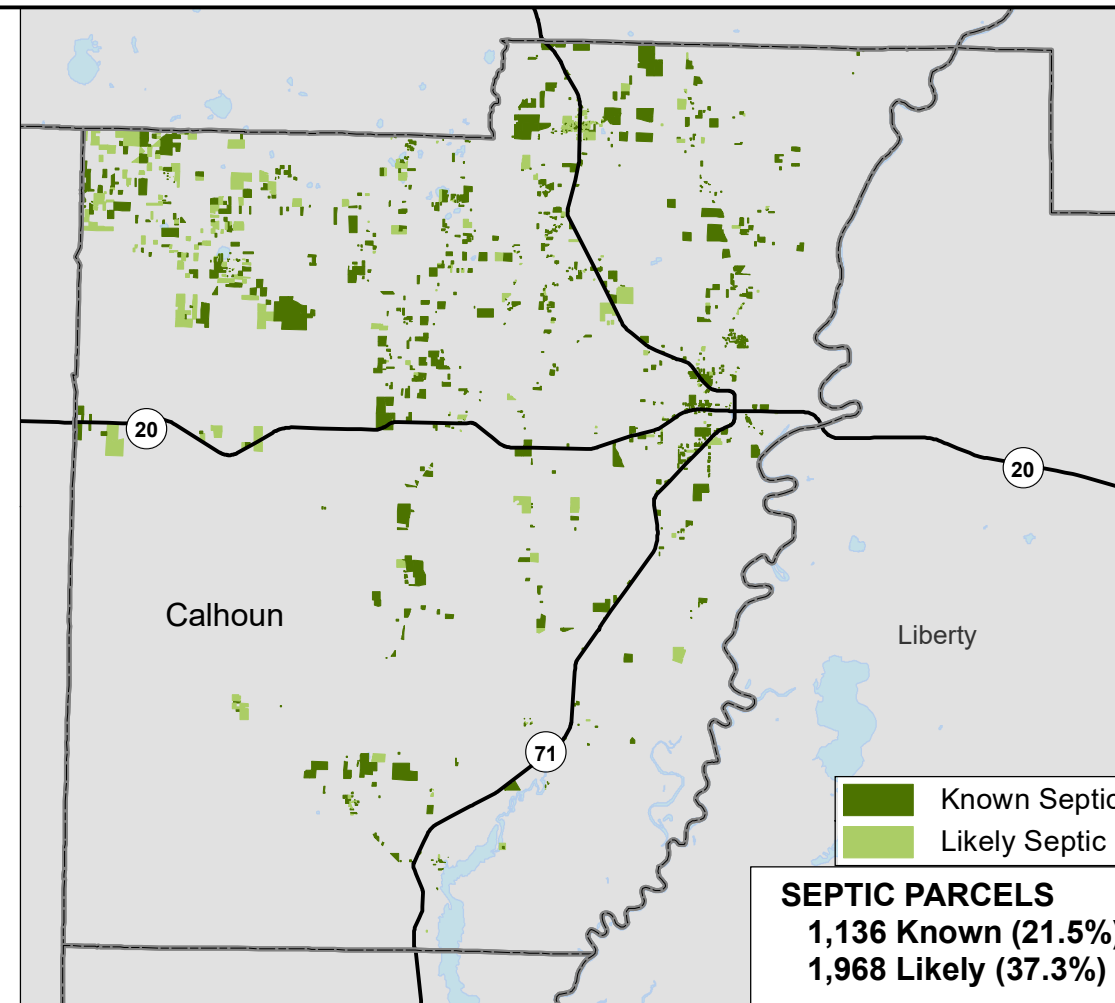 20
20
Calhoun
Liberty
71
Known Septic
Likely Septic
SEPTIC PARCELS
1,136 Known (21.5%)
1,968 Likely (37.3%)